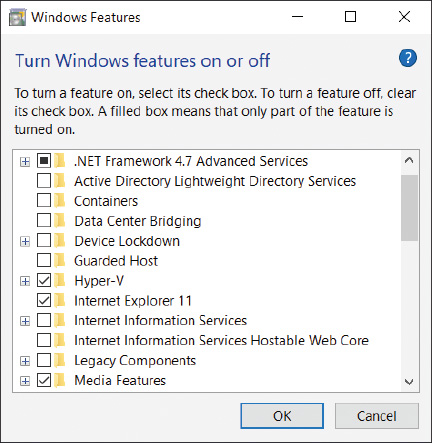 Windows Features
Turn Windows features on or off
To turn a feature on, select its check box. To turn a feature off, clear
its check box. A filled box means that only part of the feature is
turned on.
.NET Framework 4.7 Advanced Services
Active Directory Lightweight Directory Services
Containers
Data Center Bridging
Device Lockdown
Guarded Host
Hyper-V
Internet Explorer 11
Internet Information Services
Internet Information Services Hostable Web Core
Legacy Components
Media Features
OK
Cancel